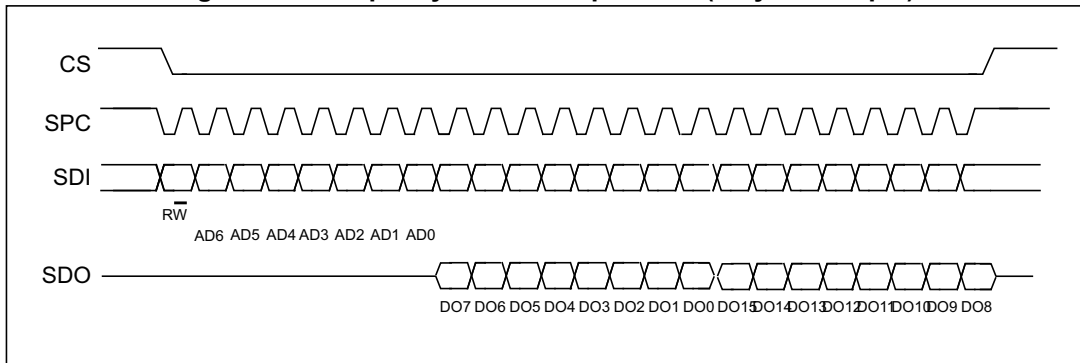 CS
SPC
SDI
RW
AD6 AD5 AD4 AD3 AD2 AD1 AD0
SDO
DO7 DO6 DO5 DO4 DO3 DO2 DO1 DO0 DO15 DO14 DO13 DO12 DO11 DO10 DO9 DO8